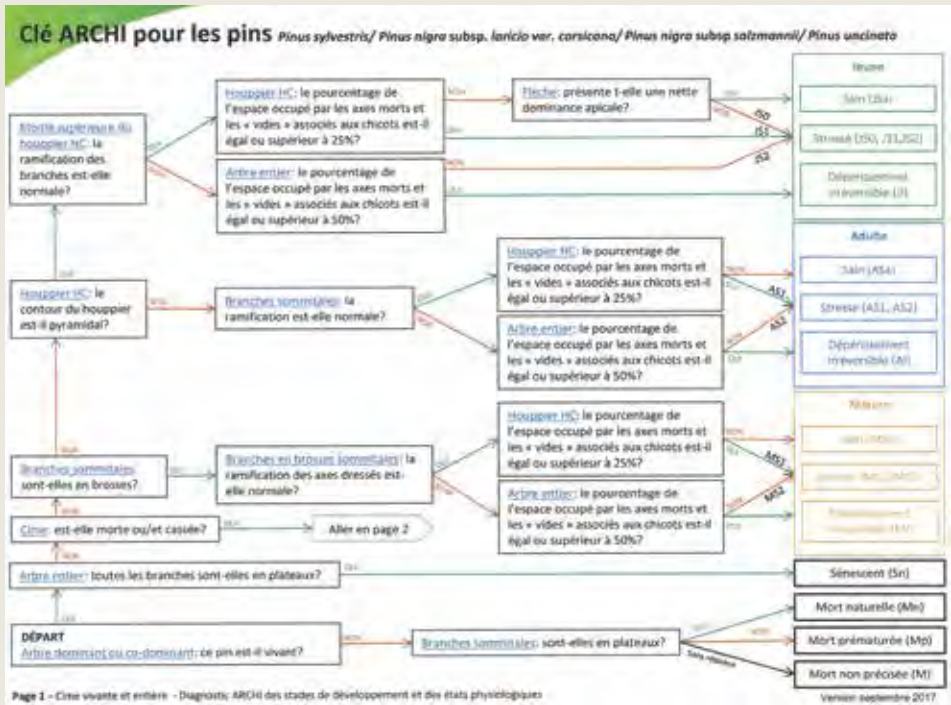 Clé ARCHI pour les pins Pinus sylvestris/ Pinus nigra subsp. laricio var. corsicana/ Pinus nigra subsp salzmannii/ Pinus uncinata
Houppier HC: le pourcentage de
l'espace occupé par les axes morts et
les « vides » associés aux chicots est-il
égal ou supérieur à 25%?
Flèche: présente t-elle une nette
dominance apicale?
Jeune
Sain (JSa)
Stressé (JS0, JS1, JS2)
Dépérissement
irréversible (JI)
JS0
JS1
JS2
Moitié supérieure du
houppier HC: la
ramification des
branches est-elle
normale?
Arbre entier: le pourcentage de
l'espace occupé par les axes morts et
les « vides » associés aux chicots est-il
égal ou supérieur à 50%?
Houppier HC: le
contour du houppier
est-il pyramidal?
Branches sommitales: la
ramification est-elle normale?
Houppier HC: le pourcentage de
l'espace occupé par les axes morts et
les « vides » associés aux chicots est-il
égal ou supérieur à 25%?
Arbre entier: le pourcentage de
l'espace occupé par les axes morts et
les « vides » associés aux chicots est-il
égal ou supérieur à 50%?
AS1
AS2
Adulte
Sain (ASa)
Stressé (AS1, AS2)
Dépérissement
irréversible (AI)
Branches sommitales
sont-elles en brosses?
Branches en brosses sommitales: la
ramification des axes dressés est-
elle normale?
Houppier HC: le pourcentage de
l'espace occupé par les axes morts et
les « vides » associés aux chicots est-il
égal ou supérieur à 25%?
Arbre entier: le pourcentage de
l'espace occupé par les axes morts et
les « vides » associés aux chicots est-il
égal ou supérieur à 50%?
MS1
MS2
Cime: est-elle morte ou/et cassée?
Aller en page 2
Arbre entier: toutes les branches sont-elles en plateaux?
Sénescent (Sn)
DÉPART
Arbre dominant ou co-dominant: ce pin est-il vivant?
Branches sommitales: sont-elles en plateaux?
Mort naturelle (Mn)
Mort prématurée (Mp)
Mort non précisée (M)
Page 1 – Cime vivante et entière - Diagnostic ARCHI des stades de développement et des états physiologiques
Version septembre 2017